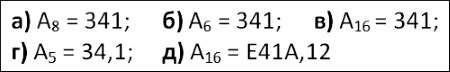 а) A₈ = 341; б) A₆ = 341; в) A₁₆ = 341;
г) A₅ = 34,1; д) A₁₆ = E41A,12